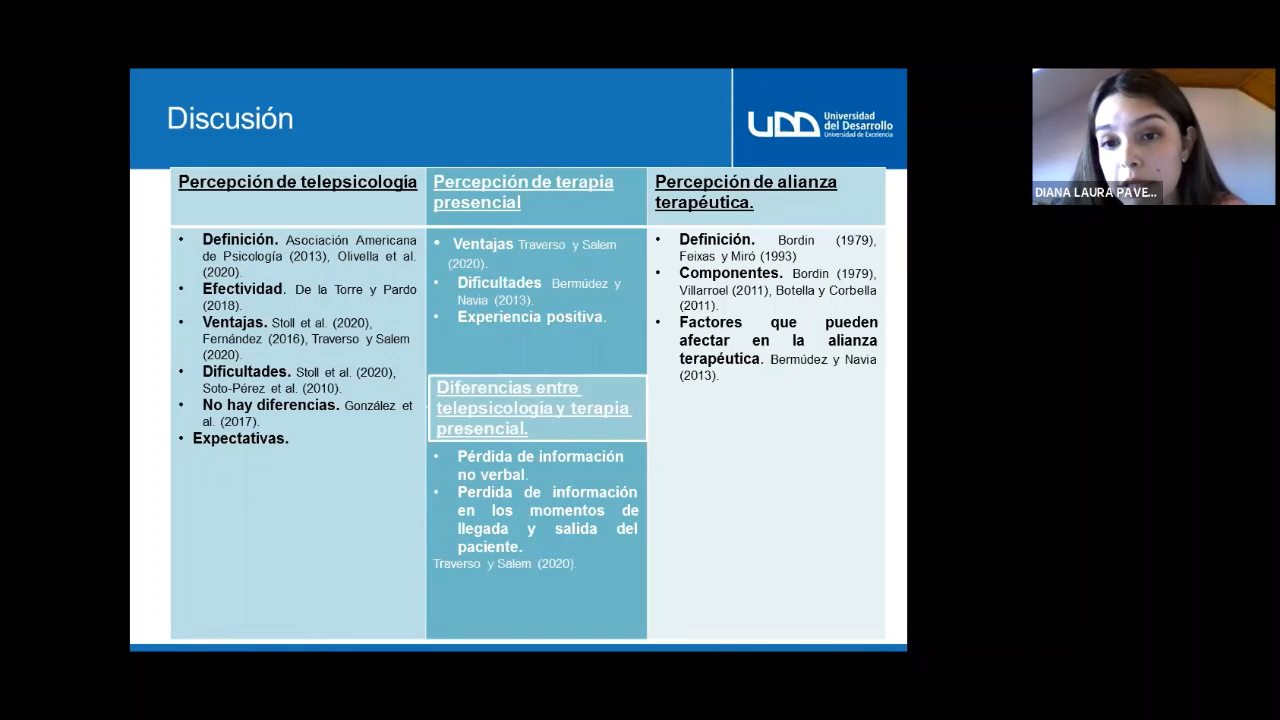 Discusión
UDD Universidad
del Desarrollo
Universidad de Excelencia
DIANA LAURA PAVE...
Percepción de telepsicología
• Definición. Asociación Americana
de Psicología (2013), Olivella et al.
(2020).
• Efectividad. De la Torre y Pardo
(2018).
• Ventajas. Stoll et al. (2020),
Fernández (2016), Traverso y Salem
(2020).
• Dificultades. Stoll et al. (2020),
Soto-Pérez et al. (2010).
• No hay diferencias. González et
al. (2017).
• Expectativas.
Percepción de terapia
presencial
• Ventajas Traverso y Salem
(2020).
• Dificultades Bermúdez y
Navia (2013).
• Experiencia positiva.
Diferencias entre
telepsicología y terapia
presencial.
• Pérdida de información
no verbal.
• Perdida de información
en los momentos de
llegada y salida del
paciente.
Traverso y Salem (2020).
Percepción de alianza
terapéutica.
• Definición. Bordin (1979),
Feixas y Miró (1993)
• Componentes. Bordin (1979),
Villarroel (2011), Botella y Corbella
(2011).
• Factores que pueden
afectar en la alianza
terapéutica. Bermúdez y Navia
(2013).